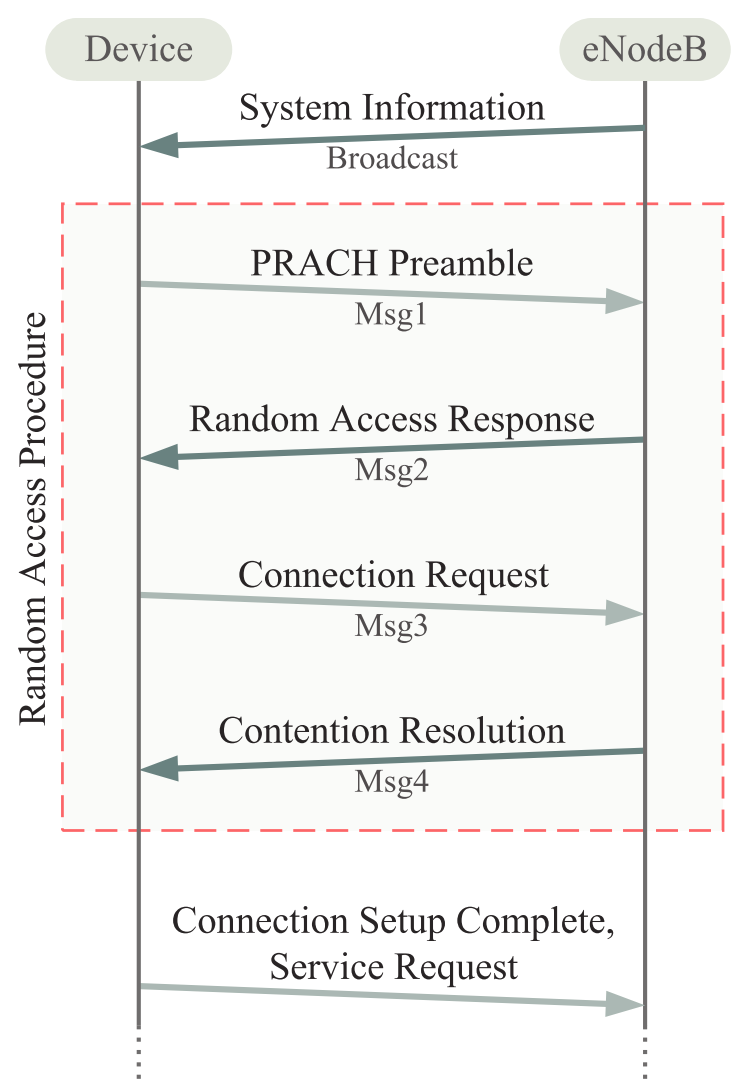 Device
eNodeB
System Information
Broadcast
PRACH Preamble
Msg1
Random Access Response
Msg2
Connection Request
Msg3
Contention Resolution
Msg4
Random Access Procedure
Connection Setup Complete,
Service Request